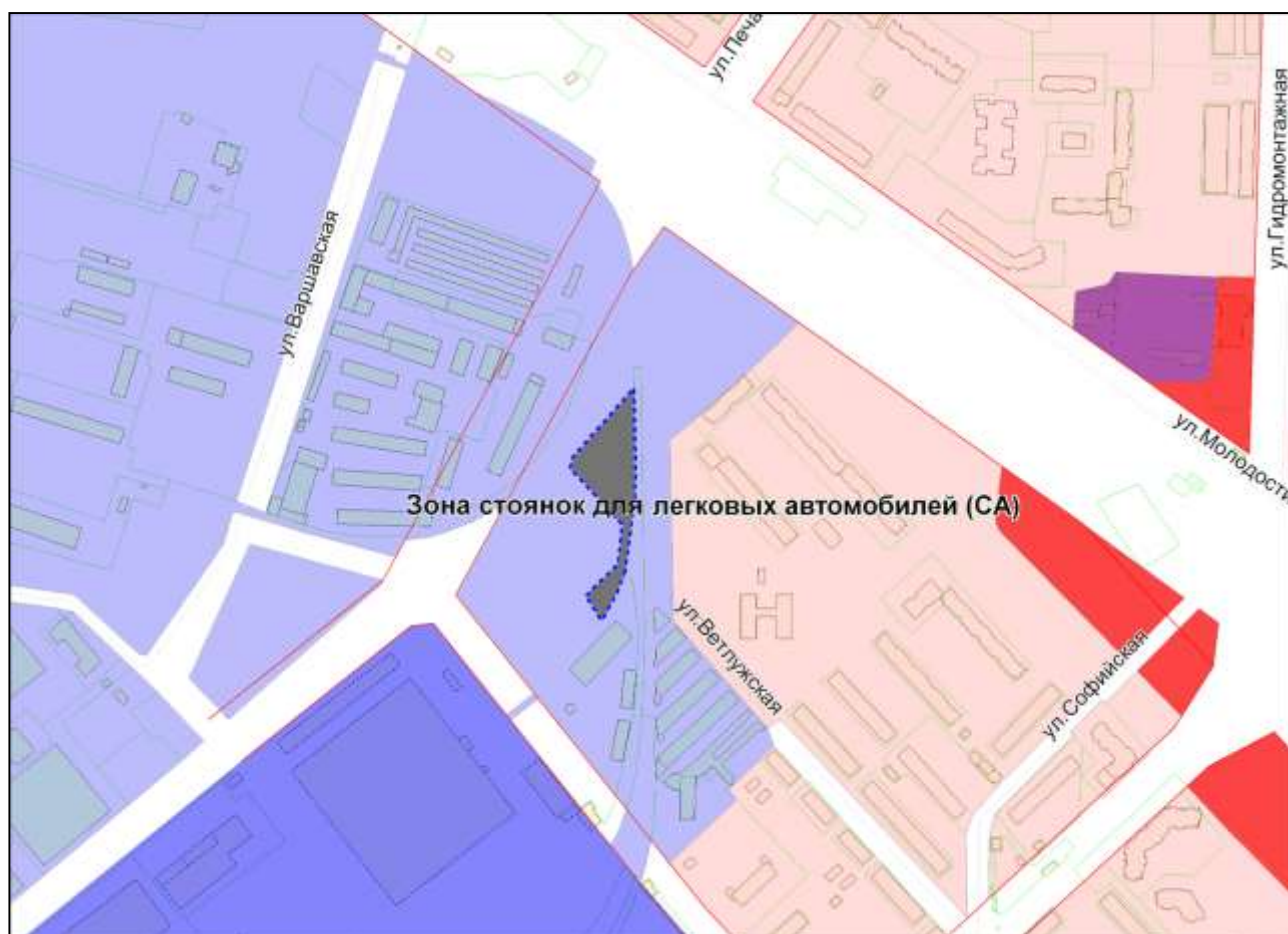 ул.Печа
ул.Гидромонтажная
ул.Варшавская
ул.Молодости
Зона стоянок для легковых автомобилей (СА)
ул.Ветлужская
ул.Софийская